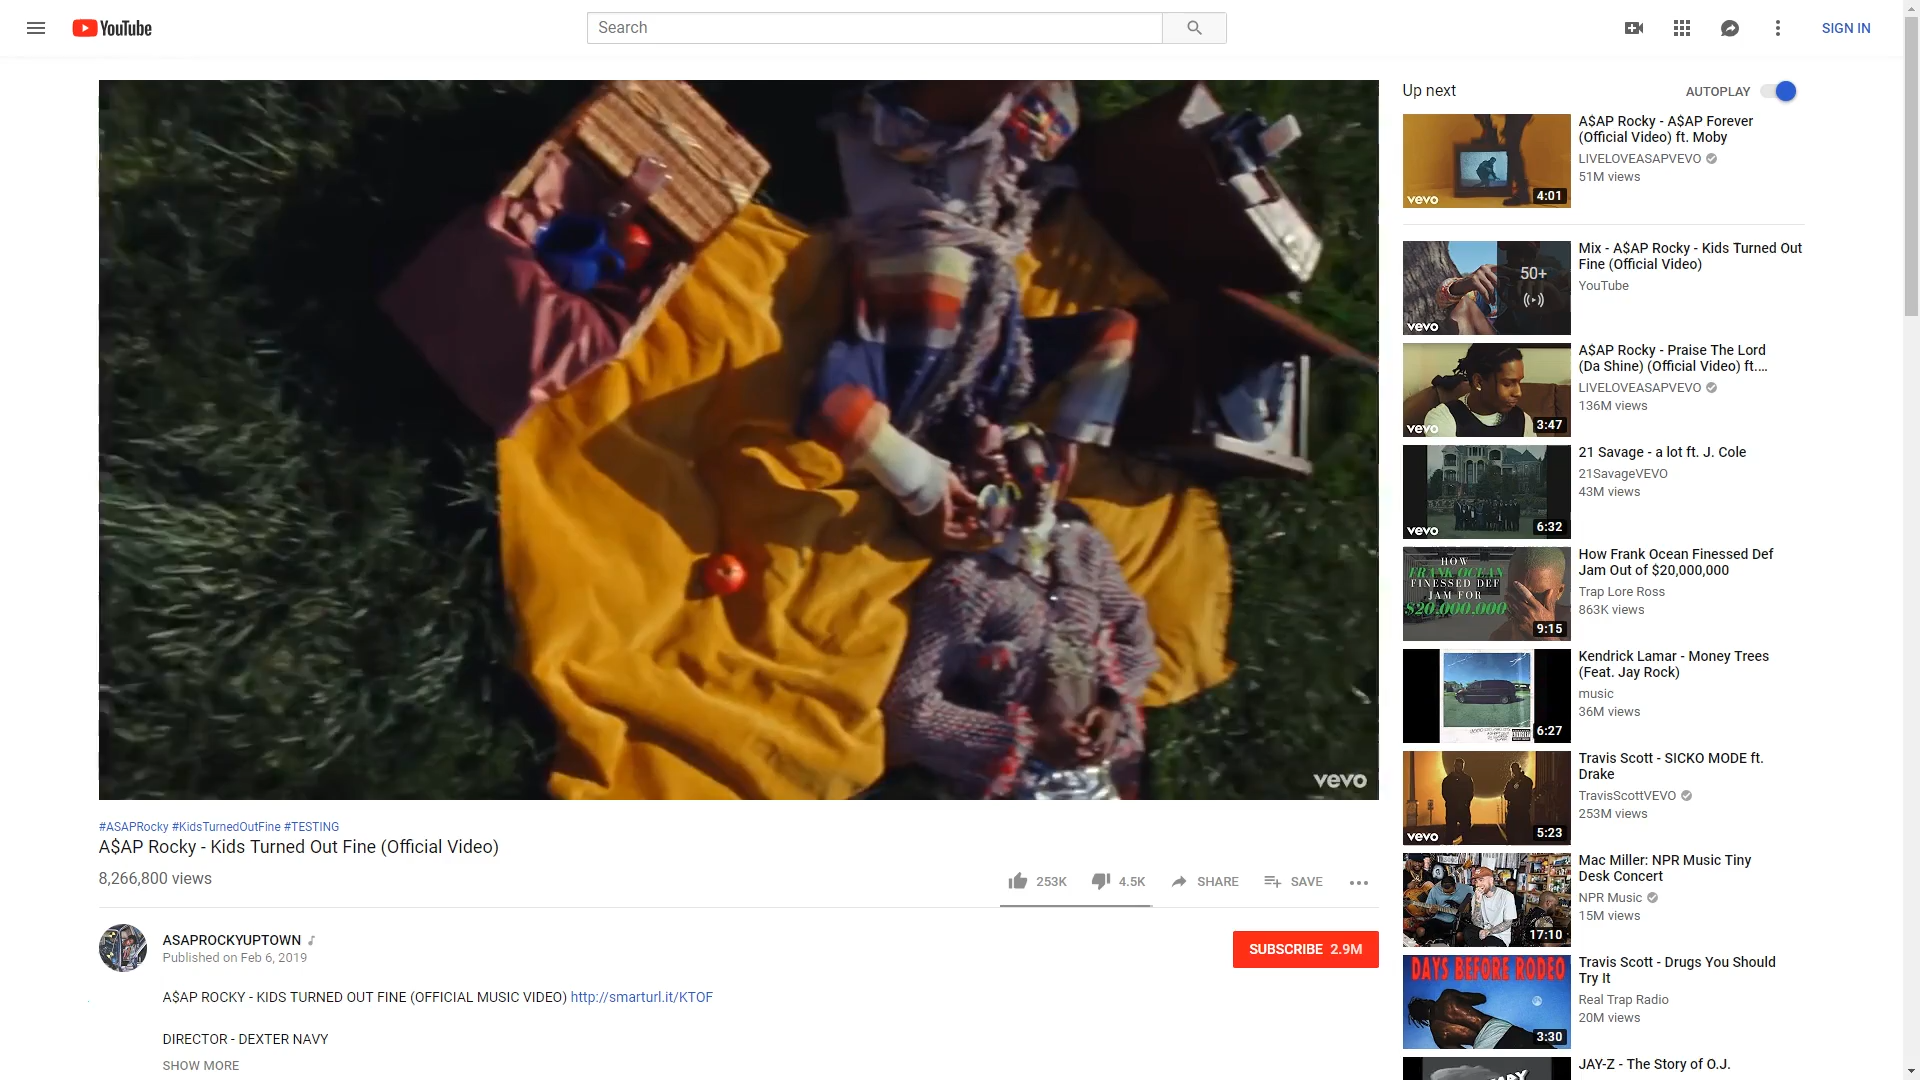 YouTube
Search
SIGN IN
vevo
#ASAPRocky #KidsTurnedOutFine #TESTING
A$AP Rocky - Kids Turned Out Fine (Official Video)
8,266,800 views
253K
4.5K
SHARE
SAVE
ASAPROCKYUPTOWN
Published on Feb 6, 2019
SUBSCRIBE 2.9M
A$AP ROCKY - KIDS TURNED OUT FINE (OFFICIAL MUSIC VIDEO) http://smarturl.it/KTOF
DIRECTOR - DEXTER NAVY
SHOW MORE
Up next
AUTOPLAY
vevo
4:01
A$AP Rocky - A$AP Forever
(Official Video) ft. Moby
LIVELOVEASAPVEVO
51M views
50+
vevo
Mix - A$AP Rocky - Kids Turned Out
Fine (Official Video)
YouTube
vevo
3:47
A$AP Rocky - Praise The Lord
(Da Shine) (Official Video) ft....
LIVELOVEASAPVEVO
136M views
vevo
6:32
21 Savage - a lot ft. J. Cole
21SavageVEVO
43M views
HOW
FRANK OCEAN
FINESSED DEF
JAM FOR
$20,000,000
9:15
How Frank Ocean Finessed Def
Jam Out of $20,000,000
Trap Lore Ross
863K views
6:27
Kendrick Lamar - Money Trees
(Feat. Jay Rock)
music
36M views
vevo
5:23
Travis Scott - SICKO MODE ft.
Drake
TravisScottVEVO
253M views
17:10
Mac Miller: NPR Music Tiny
Desk Concert
NPR Music
15M views
DAYS BEFORE RODEO
3:30
Travis Scott - Drugs You Should
Try It
Real Trap Radio
20M views
JAY-Z - The Story of O.J.